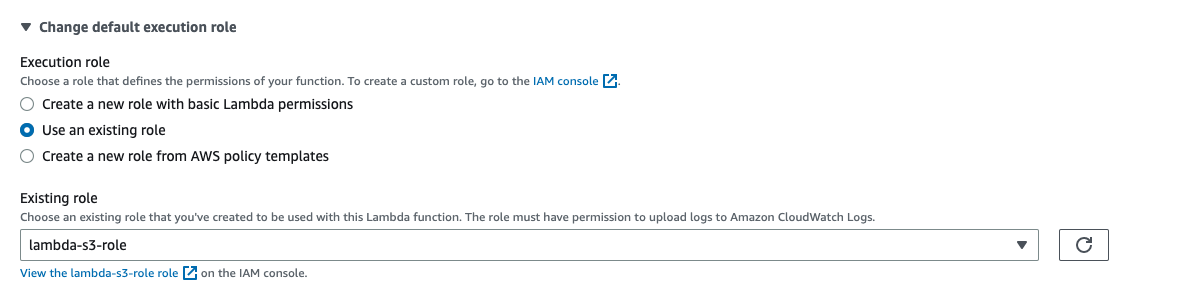 Change default execution role
Execution role
Choose a role that defines the permissions of your function. To create a custom role, go to the IAM console.
Create a new role with basic Lambda permissions
Use an existing role
Create a new role from AWS policy templates
Existing role
Choose an existing role that you've created to be used with this Lambda function. The role must have permission to upload logs to Amazon CloudWatch Logs.
lambda-s3-role
View the lambda-s3-role role on the IAM console.